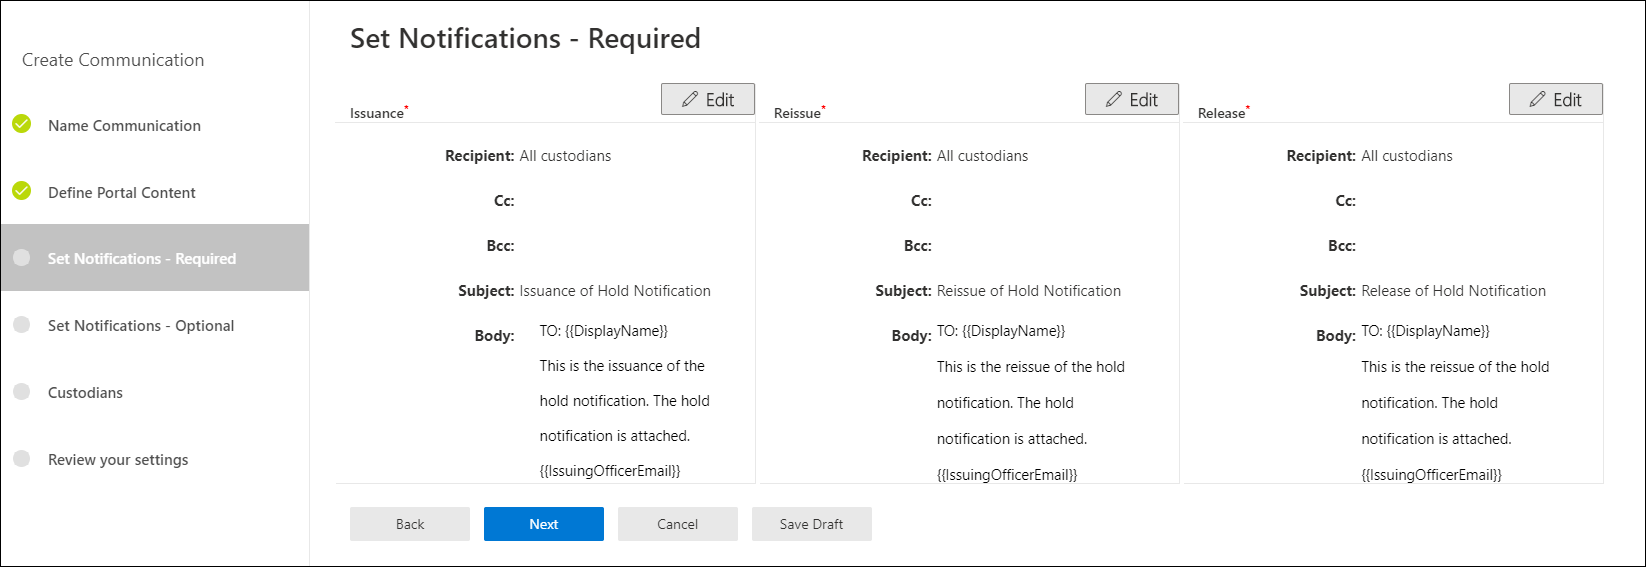 Create Communication
Name Communication
Define Portal Content
Set Notifications - Required
Set Notifications - Optional
Custodians
Review your settings
Set Notifications - Required
Issuance*
Edit
Recipient: All custodians
Cc:
Bcc:
Subject: Issuance of Hold Notification
Body: TO: {{DisplayName}}
This is the issuance of the
hold notification. The hold
notification is attached.
{{IssuingOfficerEmail}}
Reissue*
Edit
Recipient: All custodians
Cc:
Bcc:
Subject: Reissue of Hold Notification
Body: TO: {{DisplayName}}
This is the reissue of the hold
notification. The hold
notification is attached.
{{IssuingOfficerEmail}}
Release*
Edit
Recipient: All custodians
Cc:
Bcc:
Subject: Release of Hold Notification
Body: TO: {{DisplayName}}
This is the reissue of the hold
notification. The hold
notification is attached.
{{IssuingOfficerEmail}}
Back
Next
Cancel
Save Draft